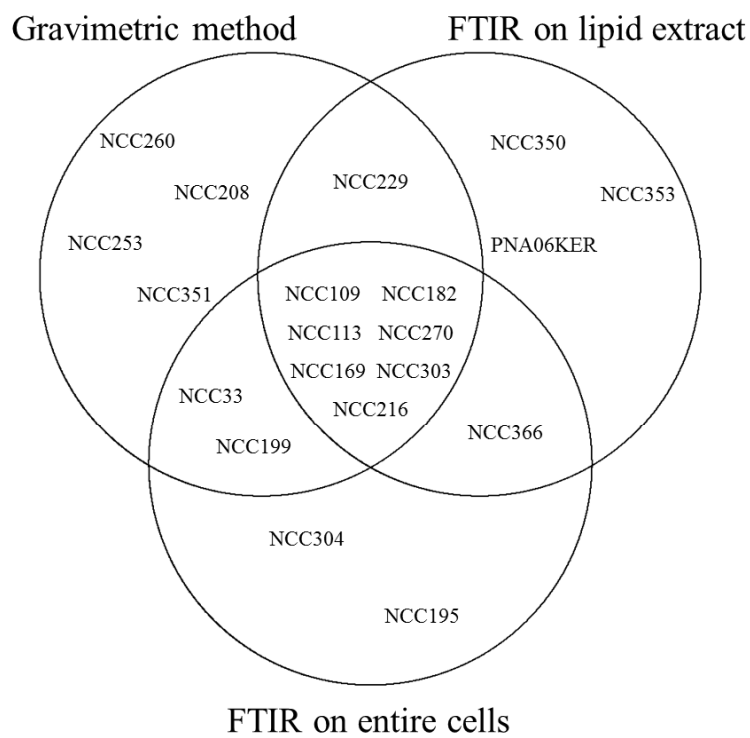 Gravimetric method
FTIR on lipid extract
NCC260
NCC350
NCC208
NCC229
NCC353
NCC253
PNA06KER
NCC351
NCC109 NCC182
NCC113 NCC270
NCC169 NCC303
NCC33
NCC216
NCC199
NCC366
NCC304
NCC195
FTIR on entire cells